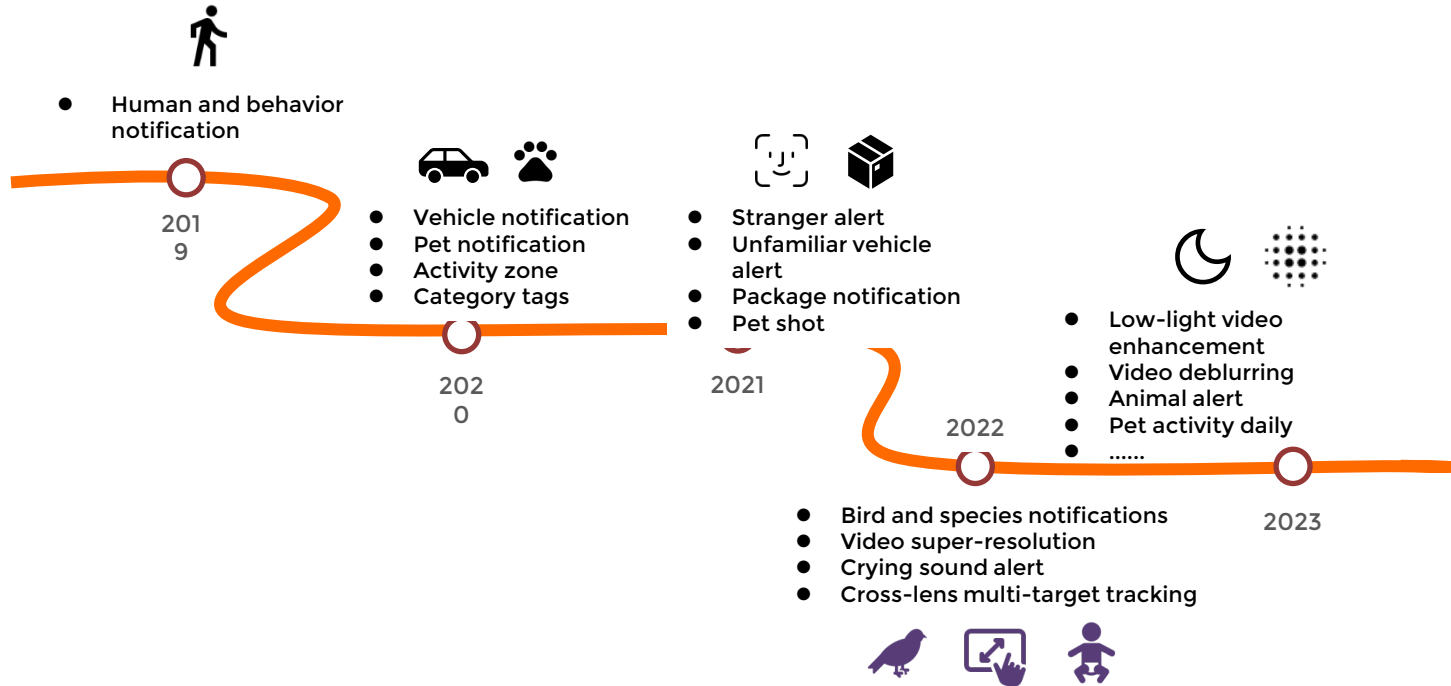 ● Human and behavior
notification
201
9
● Vehicle notification
● Pet notification
● Activity zone
● Category tags
202
0
● Stranger alert
● Unfamiliar vehicle
alert
● Package notification
● Pet shot
2021
2022
● Bird and species notifications
● Video super-resolution
● Crying sound alert
● Cross-lens multi-target tracking
● Low-light video
enhancement
● Video deblurring
● Animal alert
● Pet activity daily
● ......
2023